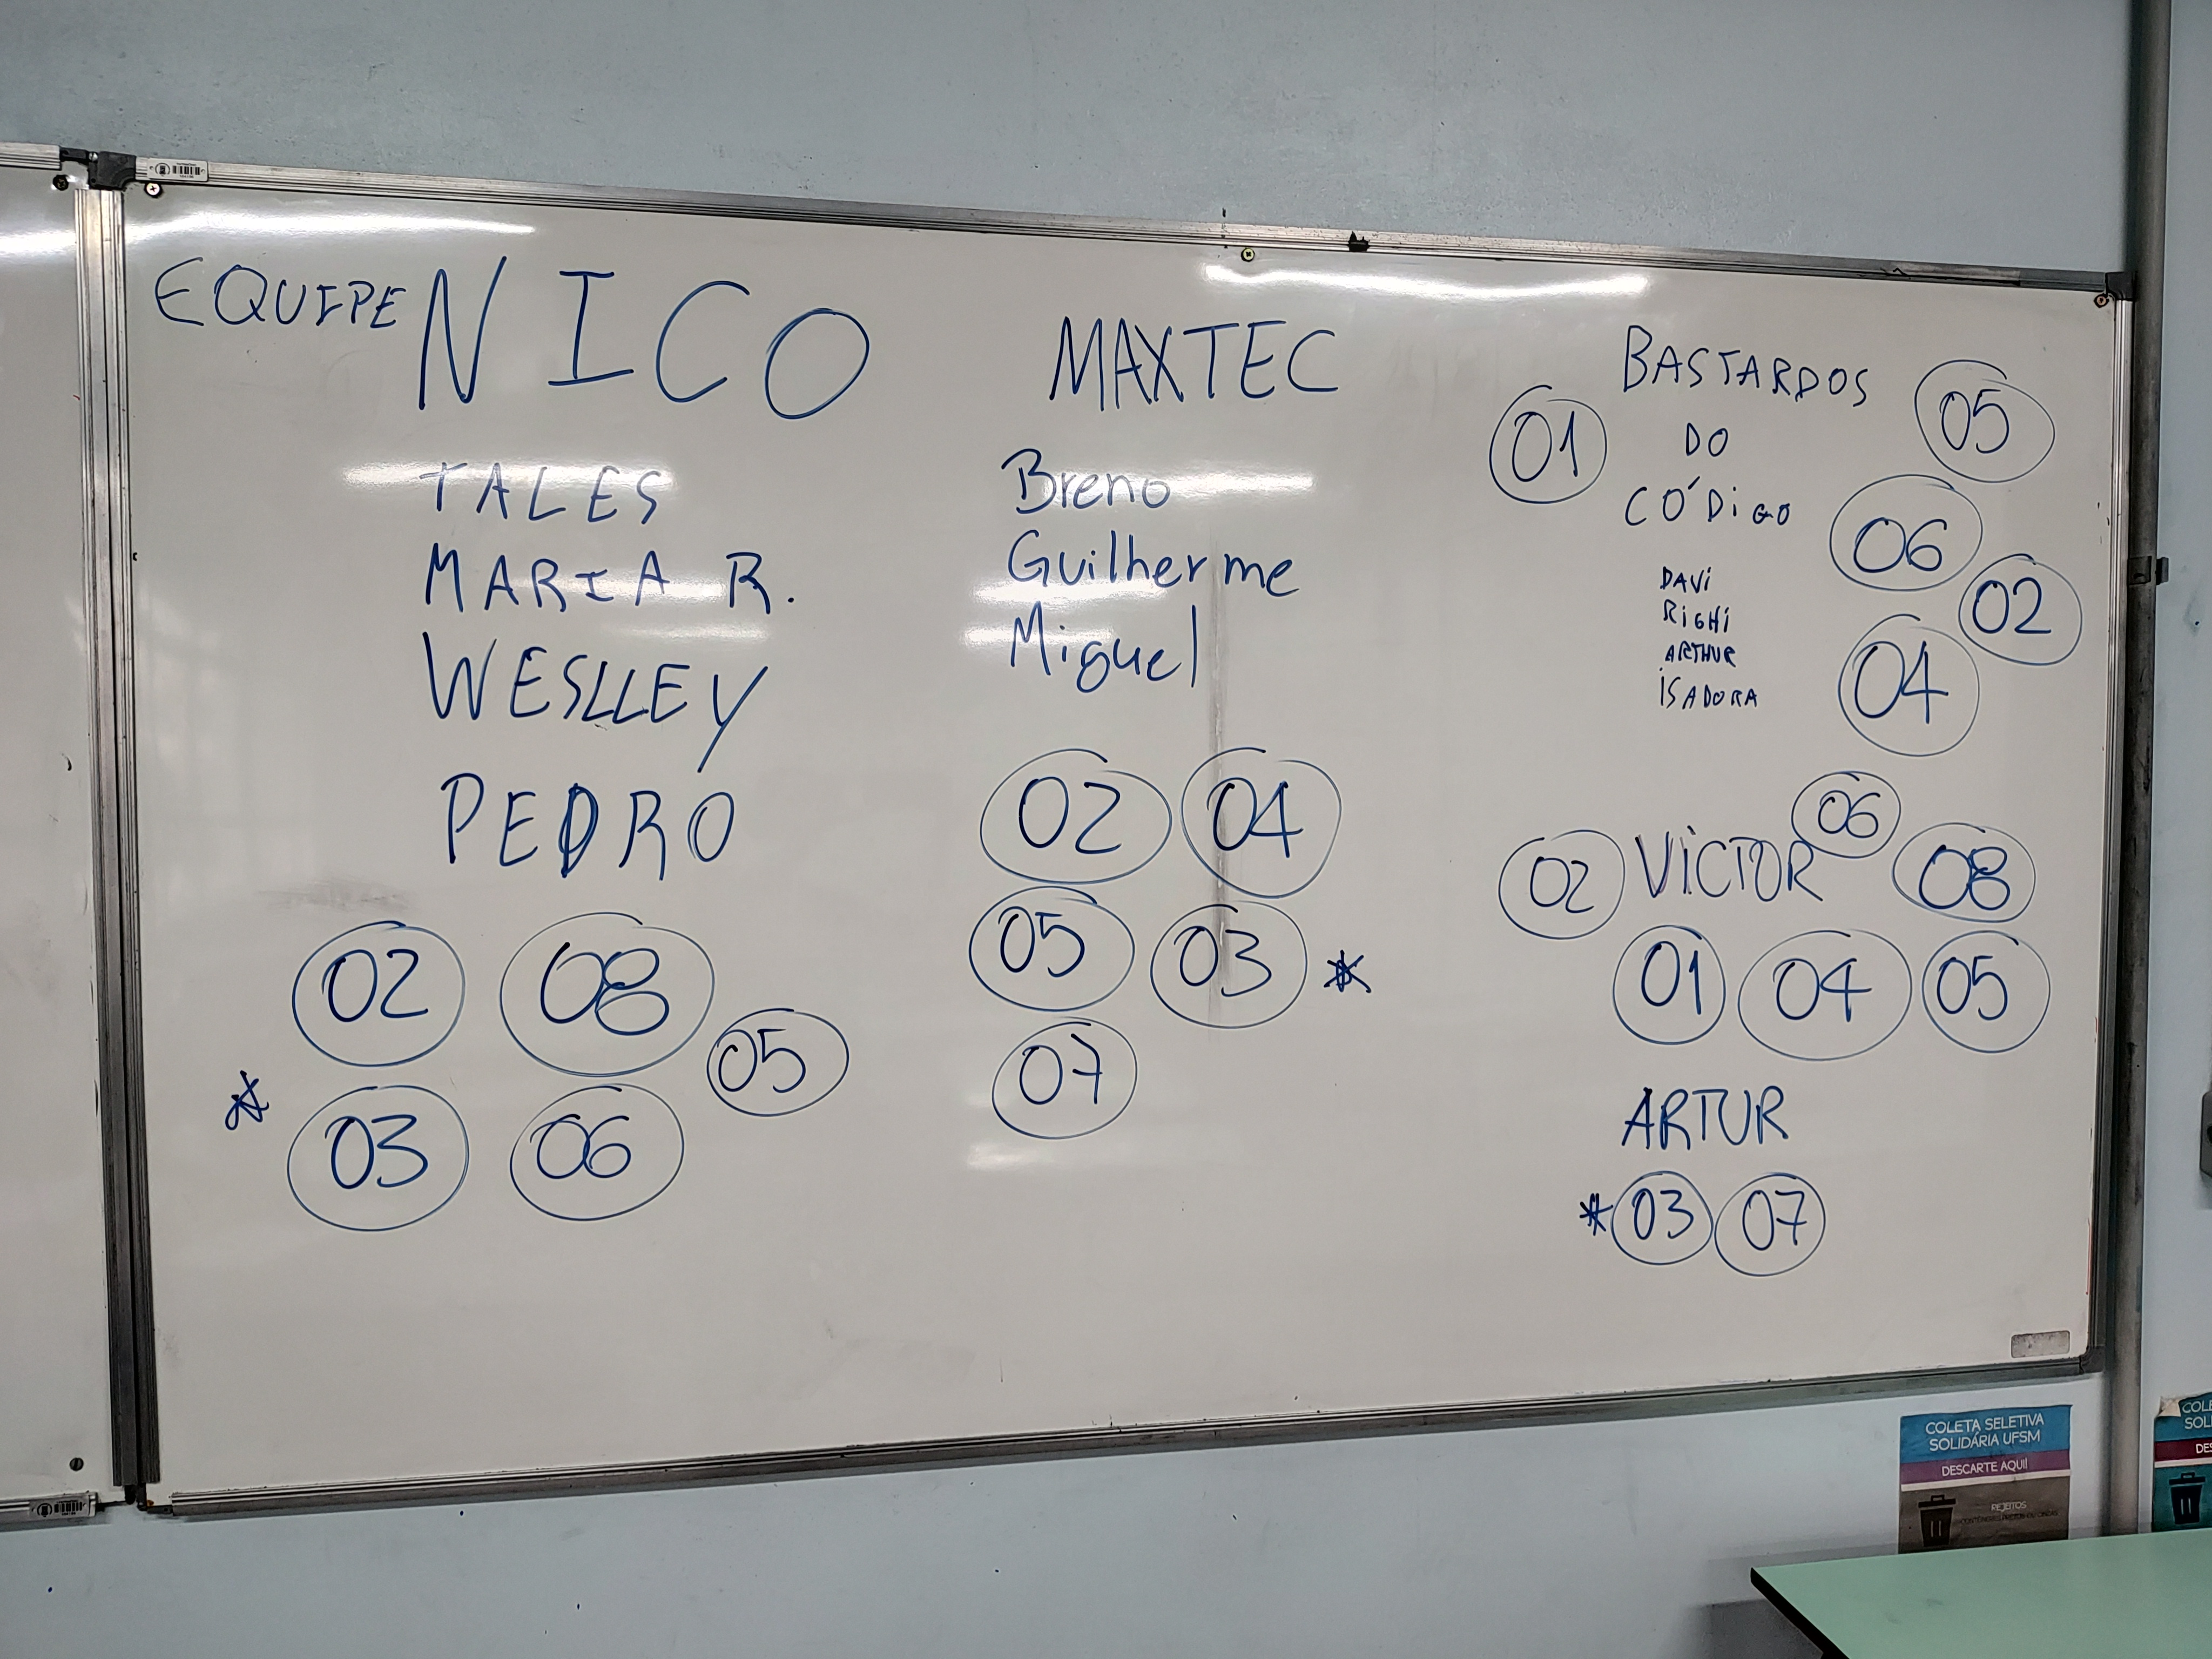 EQUIPE NICO
TALES
MARIA R.
WESLLEY
PEDRO
02 08
05
* 03 06
MAXTEC
Breno
Guilherme
Miguel
02 04
05 03 *
07
BASTARDOS
DO
CÓDiGO
01
05
06
02
04
DAVi
RiGHi
ARTHUR
iSADORA
06
02 ViCTOR 08
01 04 05
ARTUR
* 03 07
COLETA SELETIVA
SOLIDÁRIA UFSM
DESCARTE AQUI!
REJEITOS
COLE
SOLI
DES